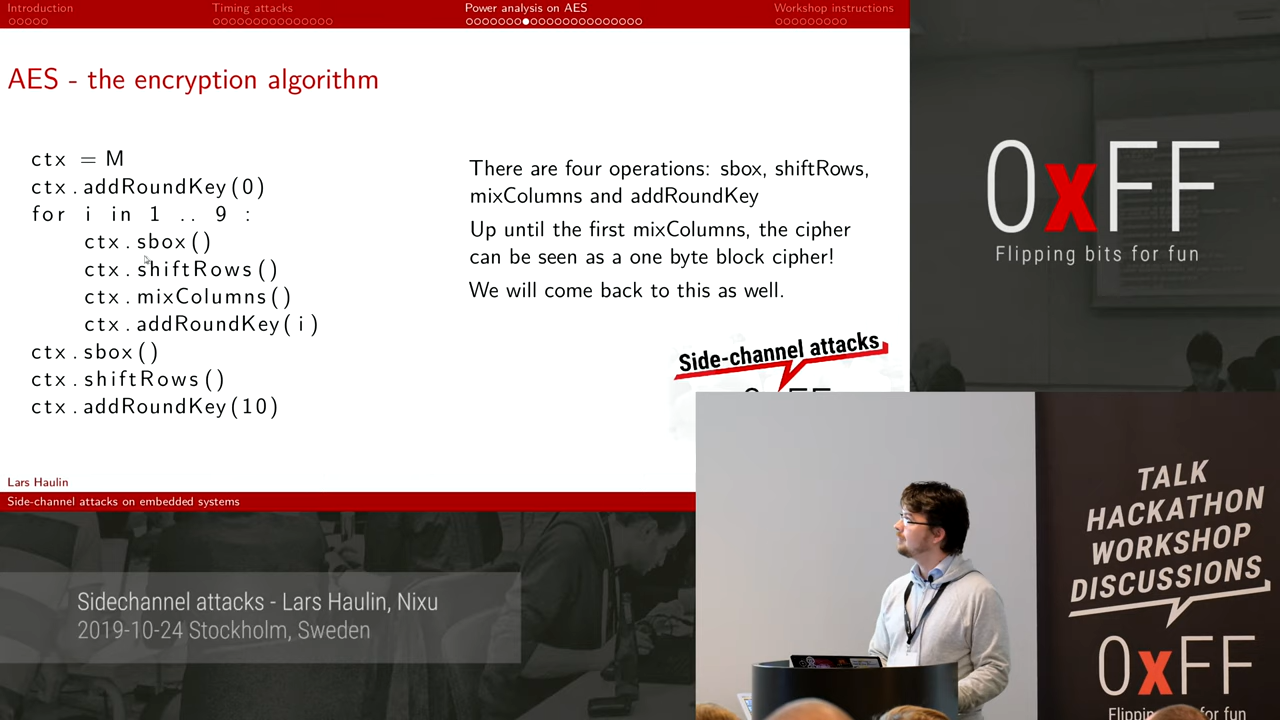 Introduction
Timing attacks
Power analysis on AES
Workshop instructions
AES - the encryption algorithm
ctx = M
ctx.addRoundKey(0)
for i in 1 .. 9 :
ctx.sbox()
ctx.shiftRows()
ctx.mixColumns()
ctx.addRoundKey(i)
ctx.sbox()
ctx.shiftRows()
ctx.addRoundKey(10)
There are four operations: sbox, shiftRows,
mixColumns and addRoundKey
Up until the first mixColumns, the cipher
can be seen as a one byte block cipher!
We will come back to this as well.
Side-channel attacks
Lars Haulin
Side-channel attacks on embedded systems
0xFF
Flipping bits for fun
Sidechannel attacks - Lars Haulin, Nixu
2019-10-24 Stockholm, Sweden
TALK
HACKATHON
WORKSHOP
DISCUSSIONS
0xFF
for fun